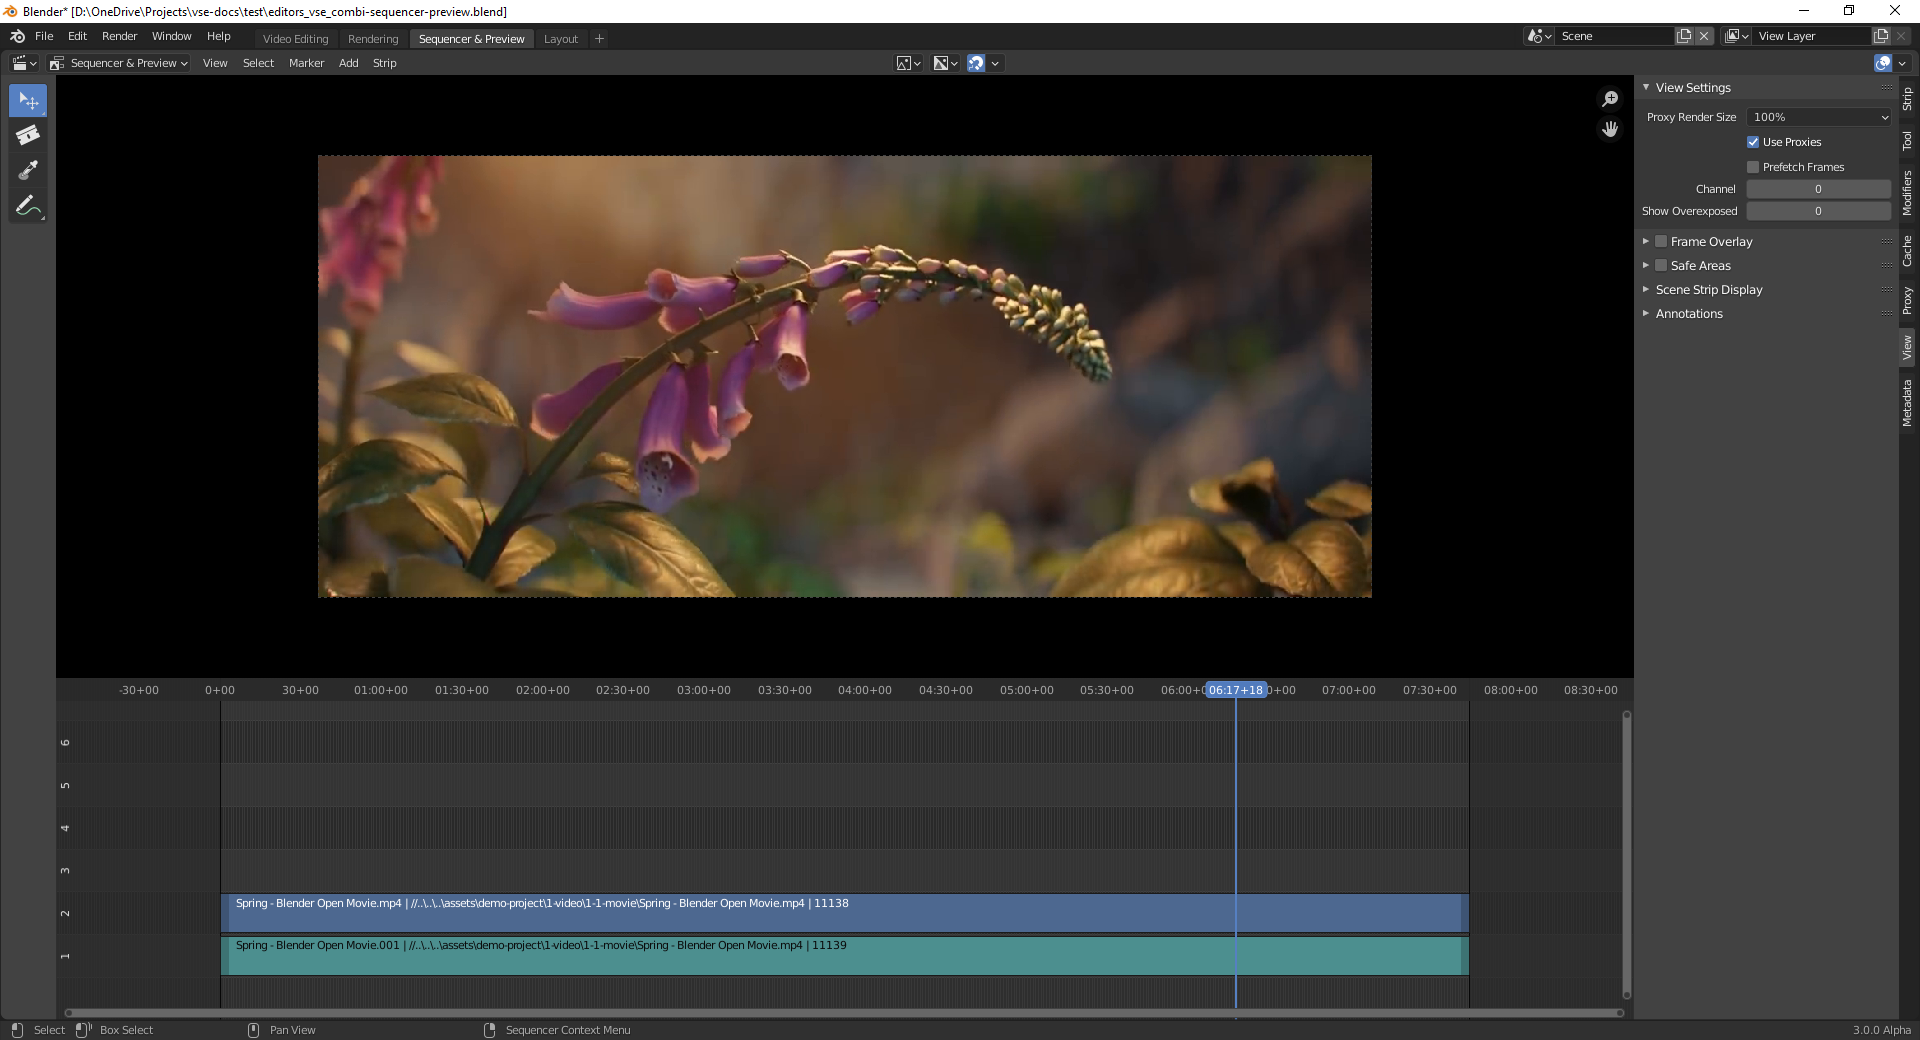 Blender* [D:\OneDrive\Projects\vse-docs\test\editors_vse_combi-sequencer-preview.blend]
File Edit Render Window Help Video Editing Rendering Sequencer & Preview Layout + Scene View Layer
Sequencer & Preview View Select Marker Add Strip
View Settings
Proxy Render Size 100%
Use Proxies
Prefetch Frames
Channel 0
Show Overexposed 0
Frame Overlay
Safe Areas
Scene Strip Display
Annotations
Strip
Tool
Modifiers
Cache
Proxy
View
Metadata
-30+00 0+00 30+00 01:00+00 01:30+00 02:00+00 02:30+00 03:00+00 03:30+00 04:00+00 04:30+00 05:00+00 05:30+00 06:00+0 06:17+18 0+00 07:00+00 07:30+00 08:00+00 08:30+00
6
5
4
3
2 Spring - Blender Open Movie.mp4 | //..\..\..\assets\demo-project\1-video\1-1-movie\Spring - Blender Open Movie.mp4 | 11138
1 Spring - Blender Open Movie.001 | //..\..\..\assets\demo-project\1-video\1-1-movie\Spring - Blender Open Movie.mp4 | 11139
Select Box Select Pan View Sequencer Context Menu 3.0.0 Alpha